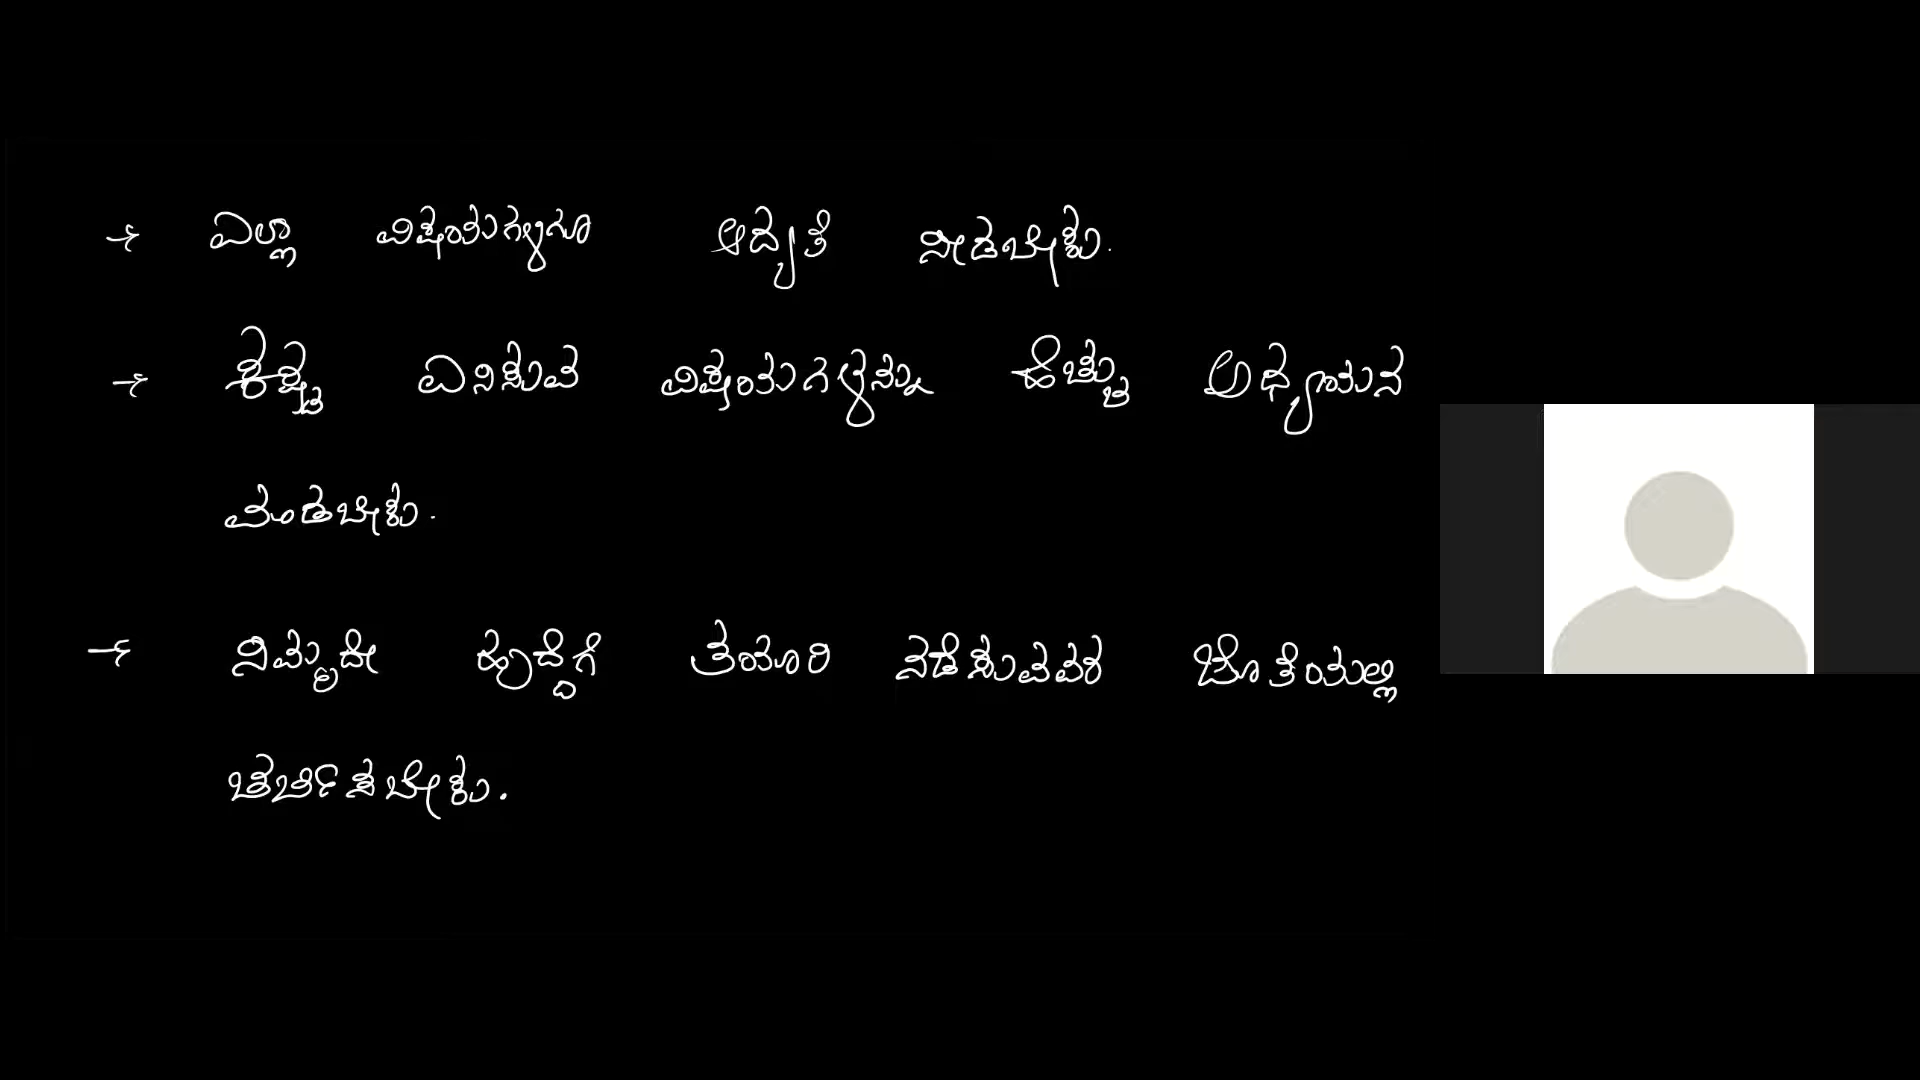 → ಎಲ್ಲಾ ವಿಷಯಗಳಿಗೂ ಆದ್ಯತೆ ನೀಡಬೇಕು.
→ ಕಷ್ಟ ಎನಿಸುವ ವಿಷಯಗಳನ್ನು ಹೆಚ್ಚು ಅಧ್ಯಯನ
ಮಾಡಬೇಕು.
→ ನಿಮ್ಮದೇ ಹುದ್ದೆಗೆ ತಯಾರಿ ನಡೆಸುವವರ ಜೊತೆಯಲ್ಲಿ
ಚರ್ಚಿಸಬೇಕು.